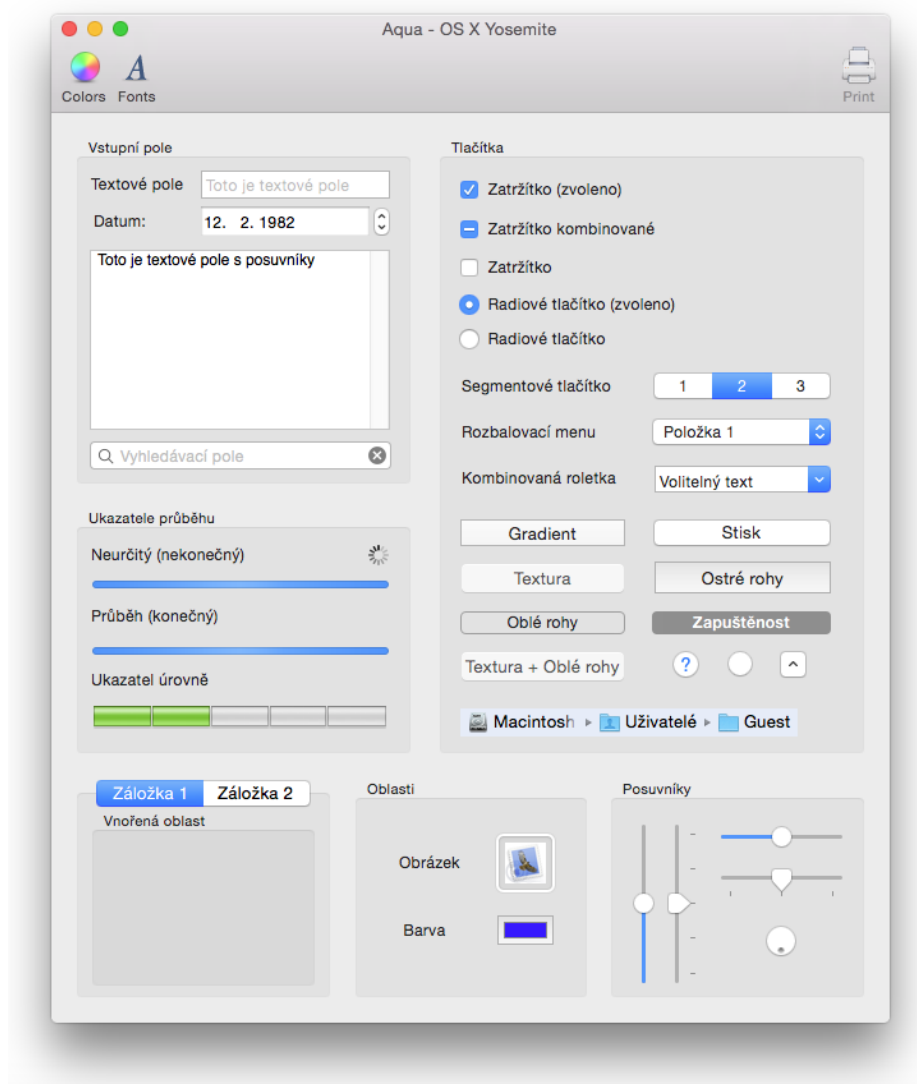 Aqua - OS X Yosemite
Colors Fonts
Print
Vstupní pole
Textové pole Toto je textové pole
Datum: 12. 2. 1982
Toto je textové pole s posuvníky
Vyhledávací pole
Ukazatele průběhu
Neurčitý (nekonečný)
Průběh (konečný)
Ukazatel úrovně
Tlačítka
Zatržítko (zvoleno)
Zatržítko kombinované
Zatržítko
Radiové tlačítko (zvoleno)
Radiové tlačítko
Segmentové tlačítko 1 2 3
Rozbalovací menu Položka 1
Kombinovaná roletka Volitelný text
Gradient Stisk
Textura Ostré rohy
Oblé rohy Zapuštěnost
Textura + Oblé rohy ?
Macintosh Uživatelé Guest
Záložka 1 Záložka 2
Vnořená oblast
Oblasti
Obrázek
Barva
Posuvníky